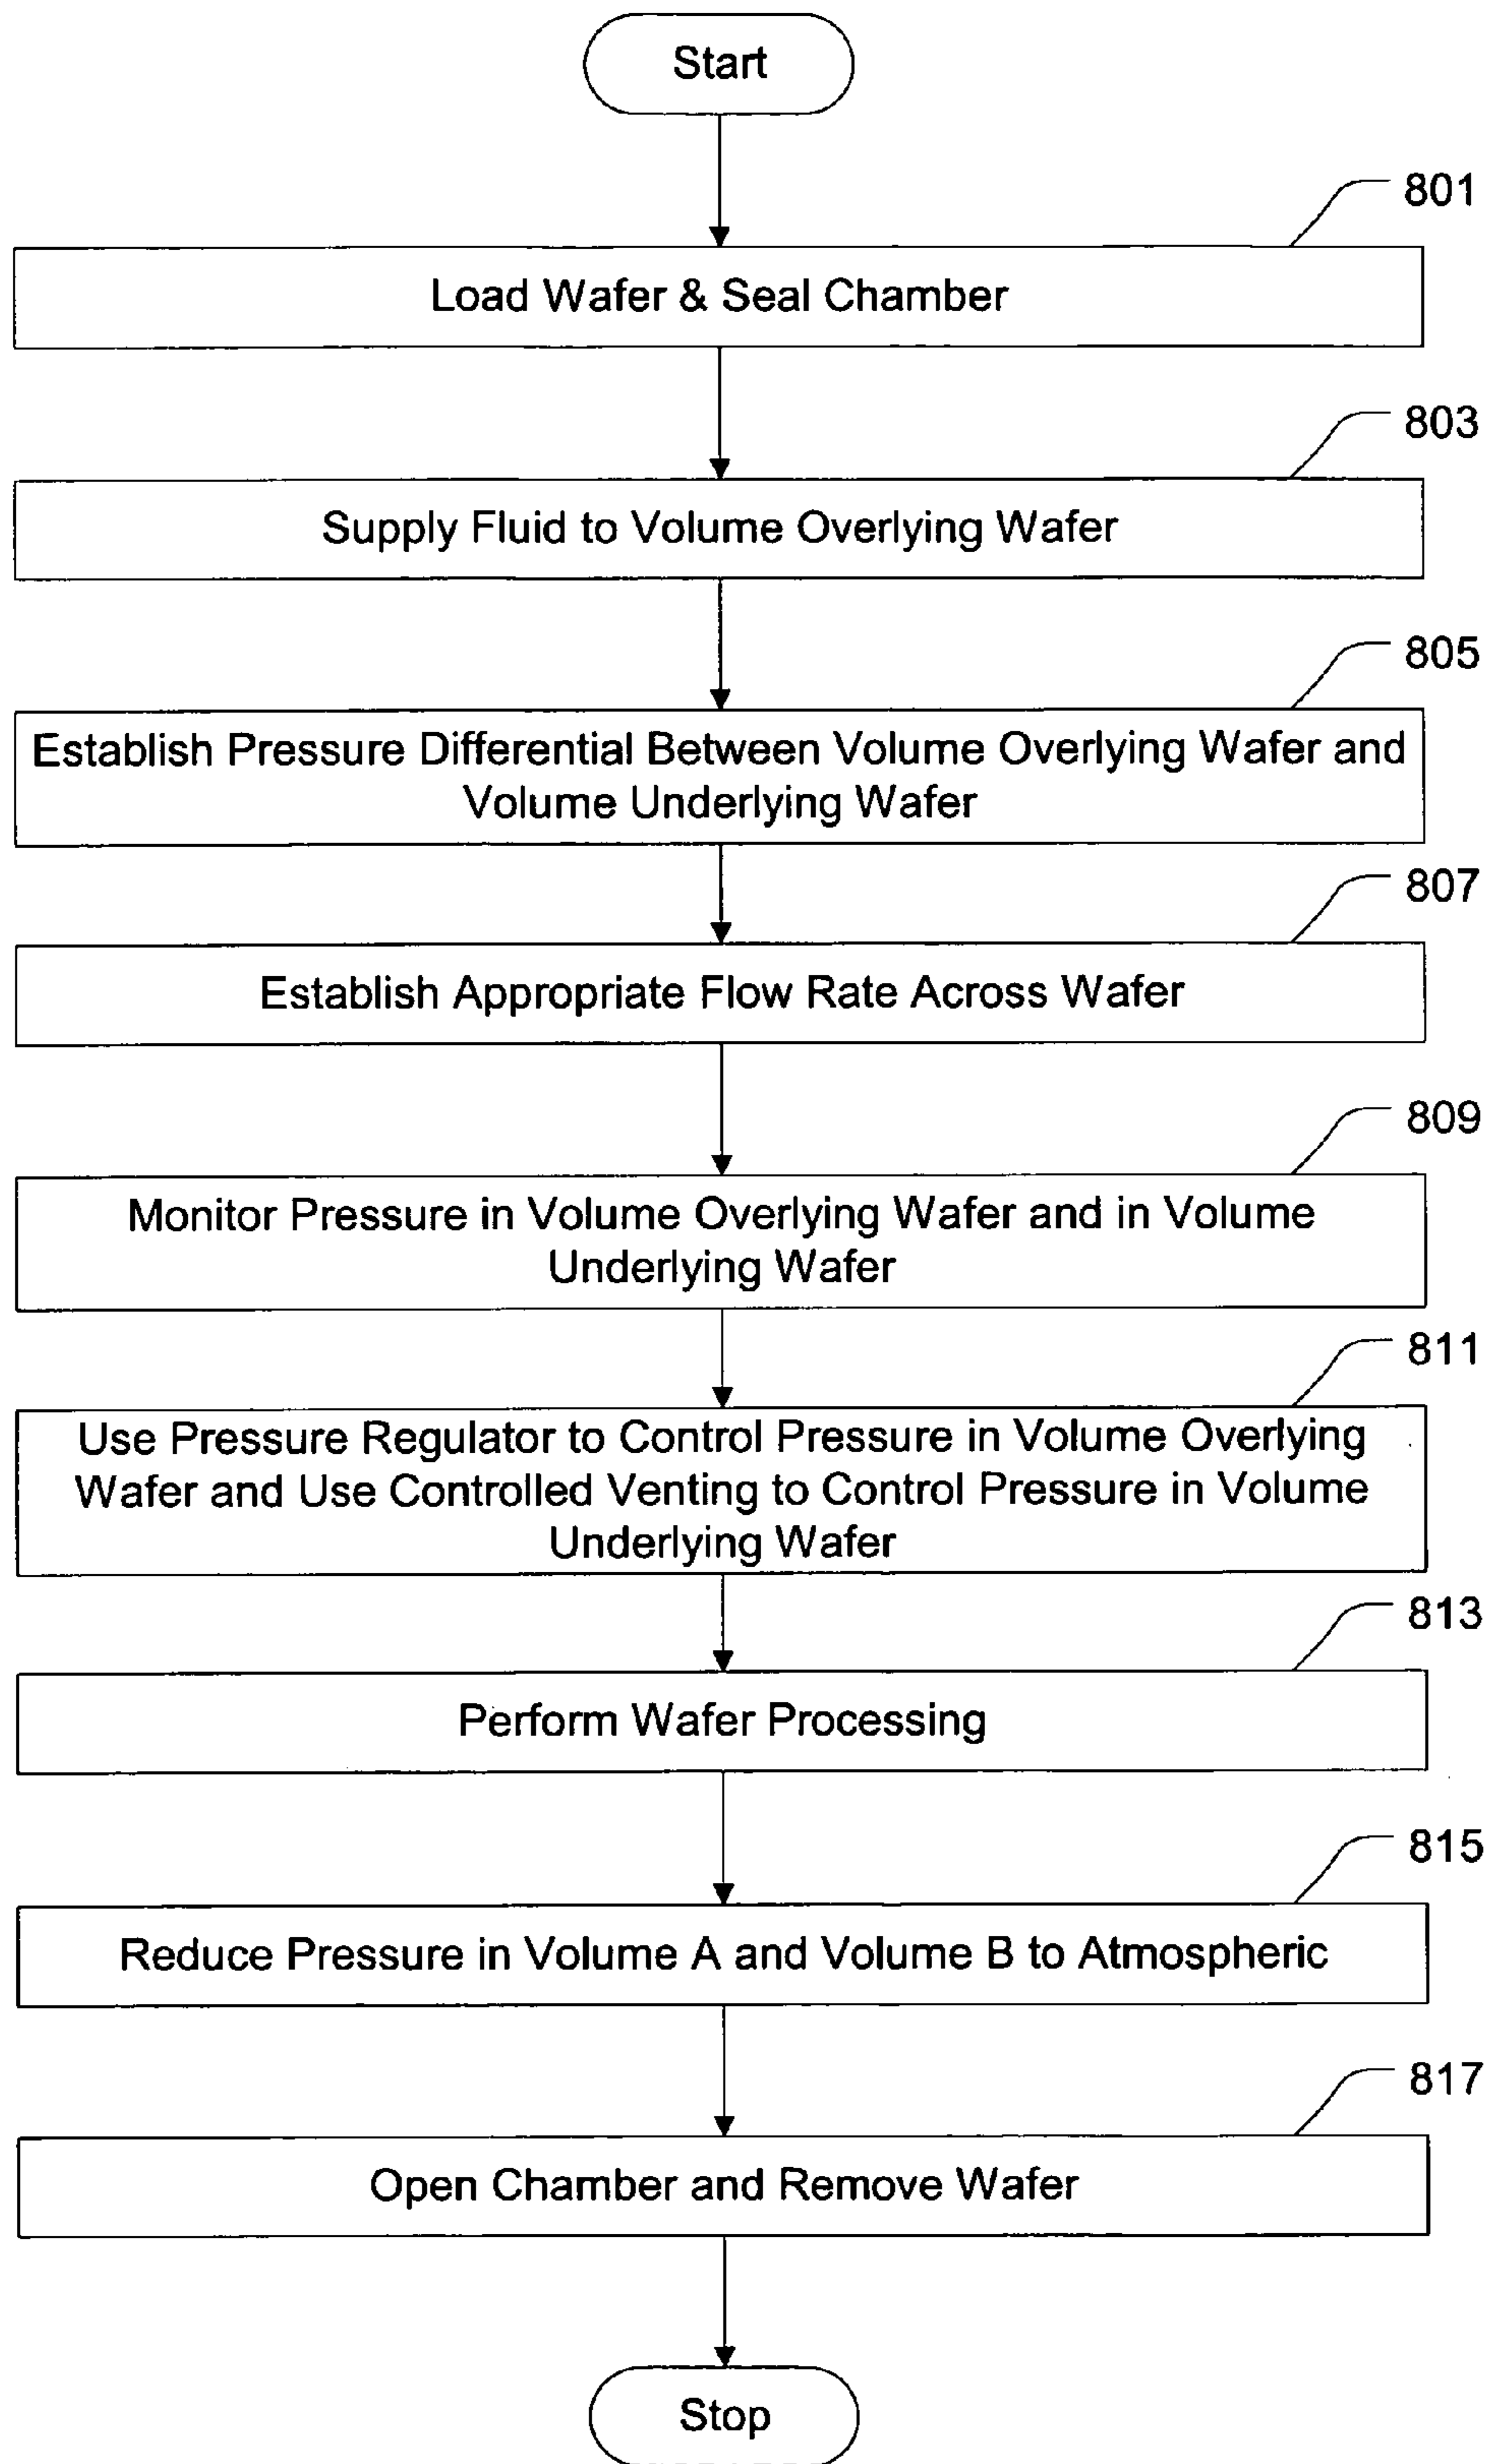 Start
801
Load Wafer & Seal Chamber
803
Supply Fluid to Volume Overlying Wafer
805
Establish Pressure Differential Between Volume Overlying Wafer and
Volume Underlying Wafer
807
Establish Appropriate Flow Rate Across Wafer
809
Monitor Pressure in Volume Overlying Wafer and in Volume
Underlying Wafer
811
Use Pressure Regulator to Control Pressure in Volume Overlying
Wafer and Use Controlled Venting to Control Pressure in Volume
Underlying Wafer
813
Perform Wafer Processing
815
Reduce Pressure in Volume A and Volume B to Atmospheric
817
Open Chamber and Remove Wafer
Stop